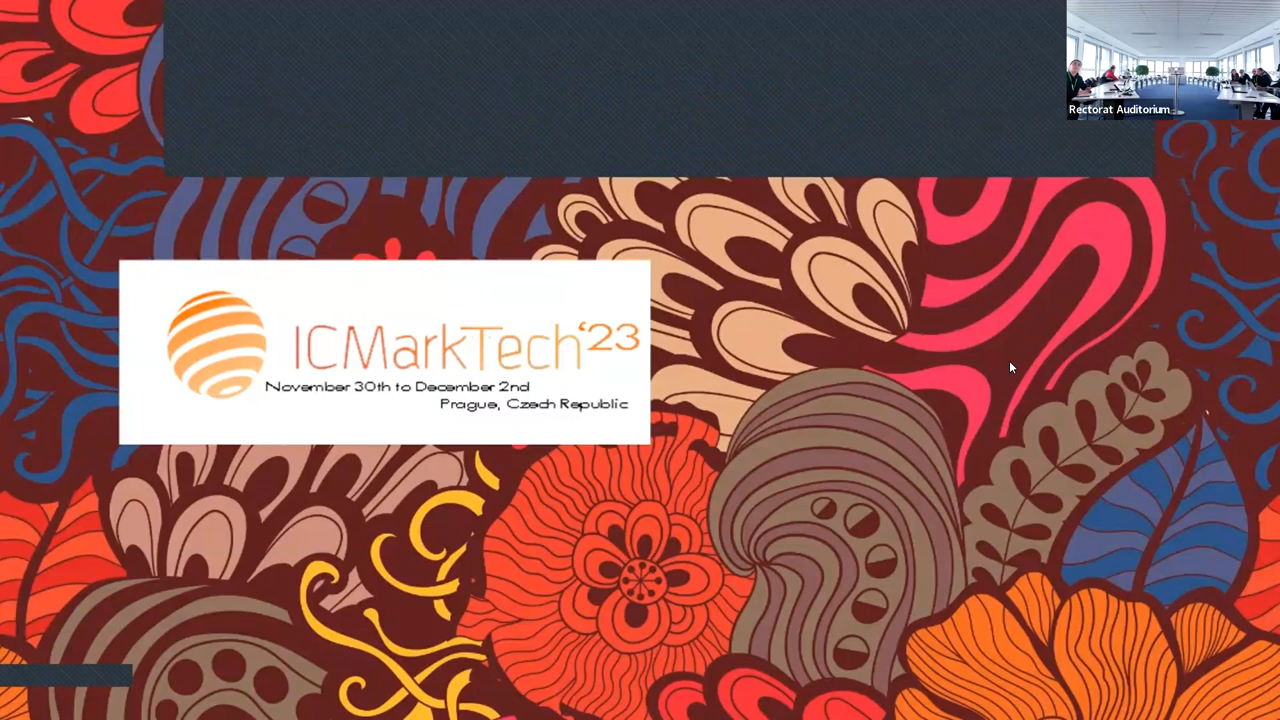 Rectorat Auditorium
ICMarkTech‘23
November 30th to December 2nd
Prague, Czech Republic